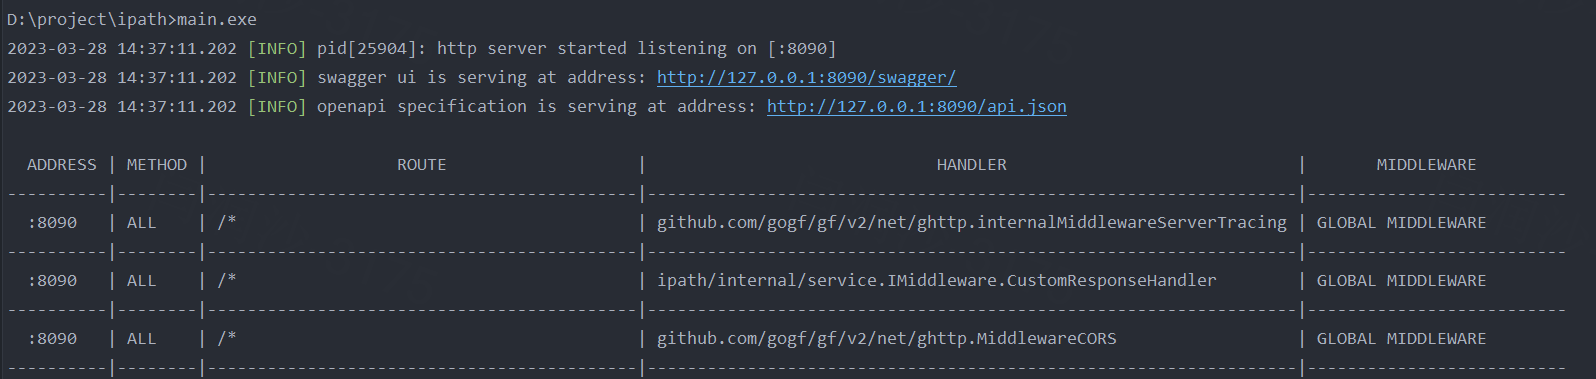 D:\project\ipath>main.exe
2023-03-28 14:37:11.202 [INFO] pid[25904]: http server started listening on [:8090]
2023-03-28 14:37:11.202 [INFO] swagger ui is serving at address: http://127.0.0.1:8090/swagger/
2023-03-28 14:37:11.202 [INFO] openapi specification is serving at address: http://127.0.0.1:8090/api.json
ADDRESS | METHOD | ROUTE | HANDLER | MIDDLEWARE
----------|--------|-------------------------------------------|-----------------------------------------------------------------|--------------------------
:8090 | ALL | /* | github.com/gogf/gf/v2/net/ghttp.internalMiddlewareServerTracing | GLOBAL MIDDLEWARE
----------|--------|-------------------------------------------|-----------------------------------------------------------------|--------------------------
:8090 | ALL | /* | ipath/internal/service.IMiddleware.CustomResponseHandler | GLOBAL MIDDLEWARE
----------|--------|-------------------------------------------|-----------------------------------------------------------------|--------------------------
:8090 | ALL | /* | github.com/gogf/gf/v2/net/ghttp.MiddlewareCORS | GLOBAL MIDDLEWARE
----------|--------|-------------------------------------------|-----------------------------------------------------------------|--------------------------